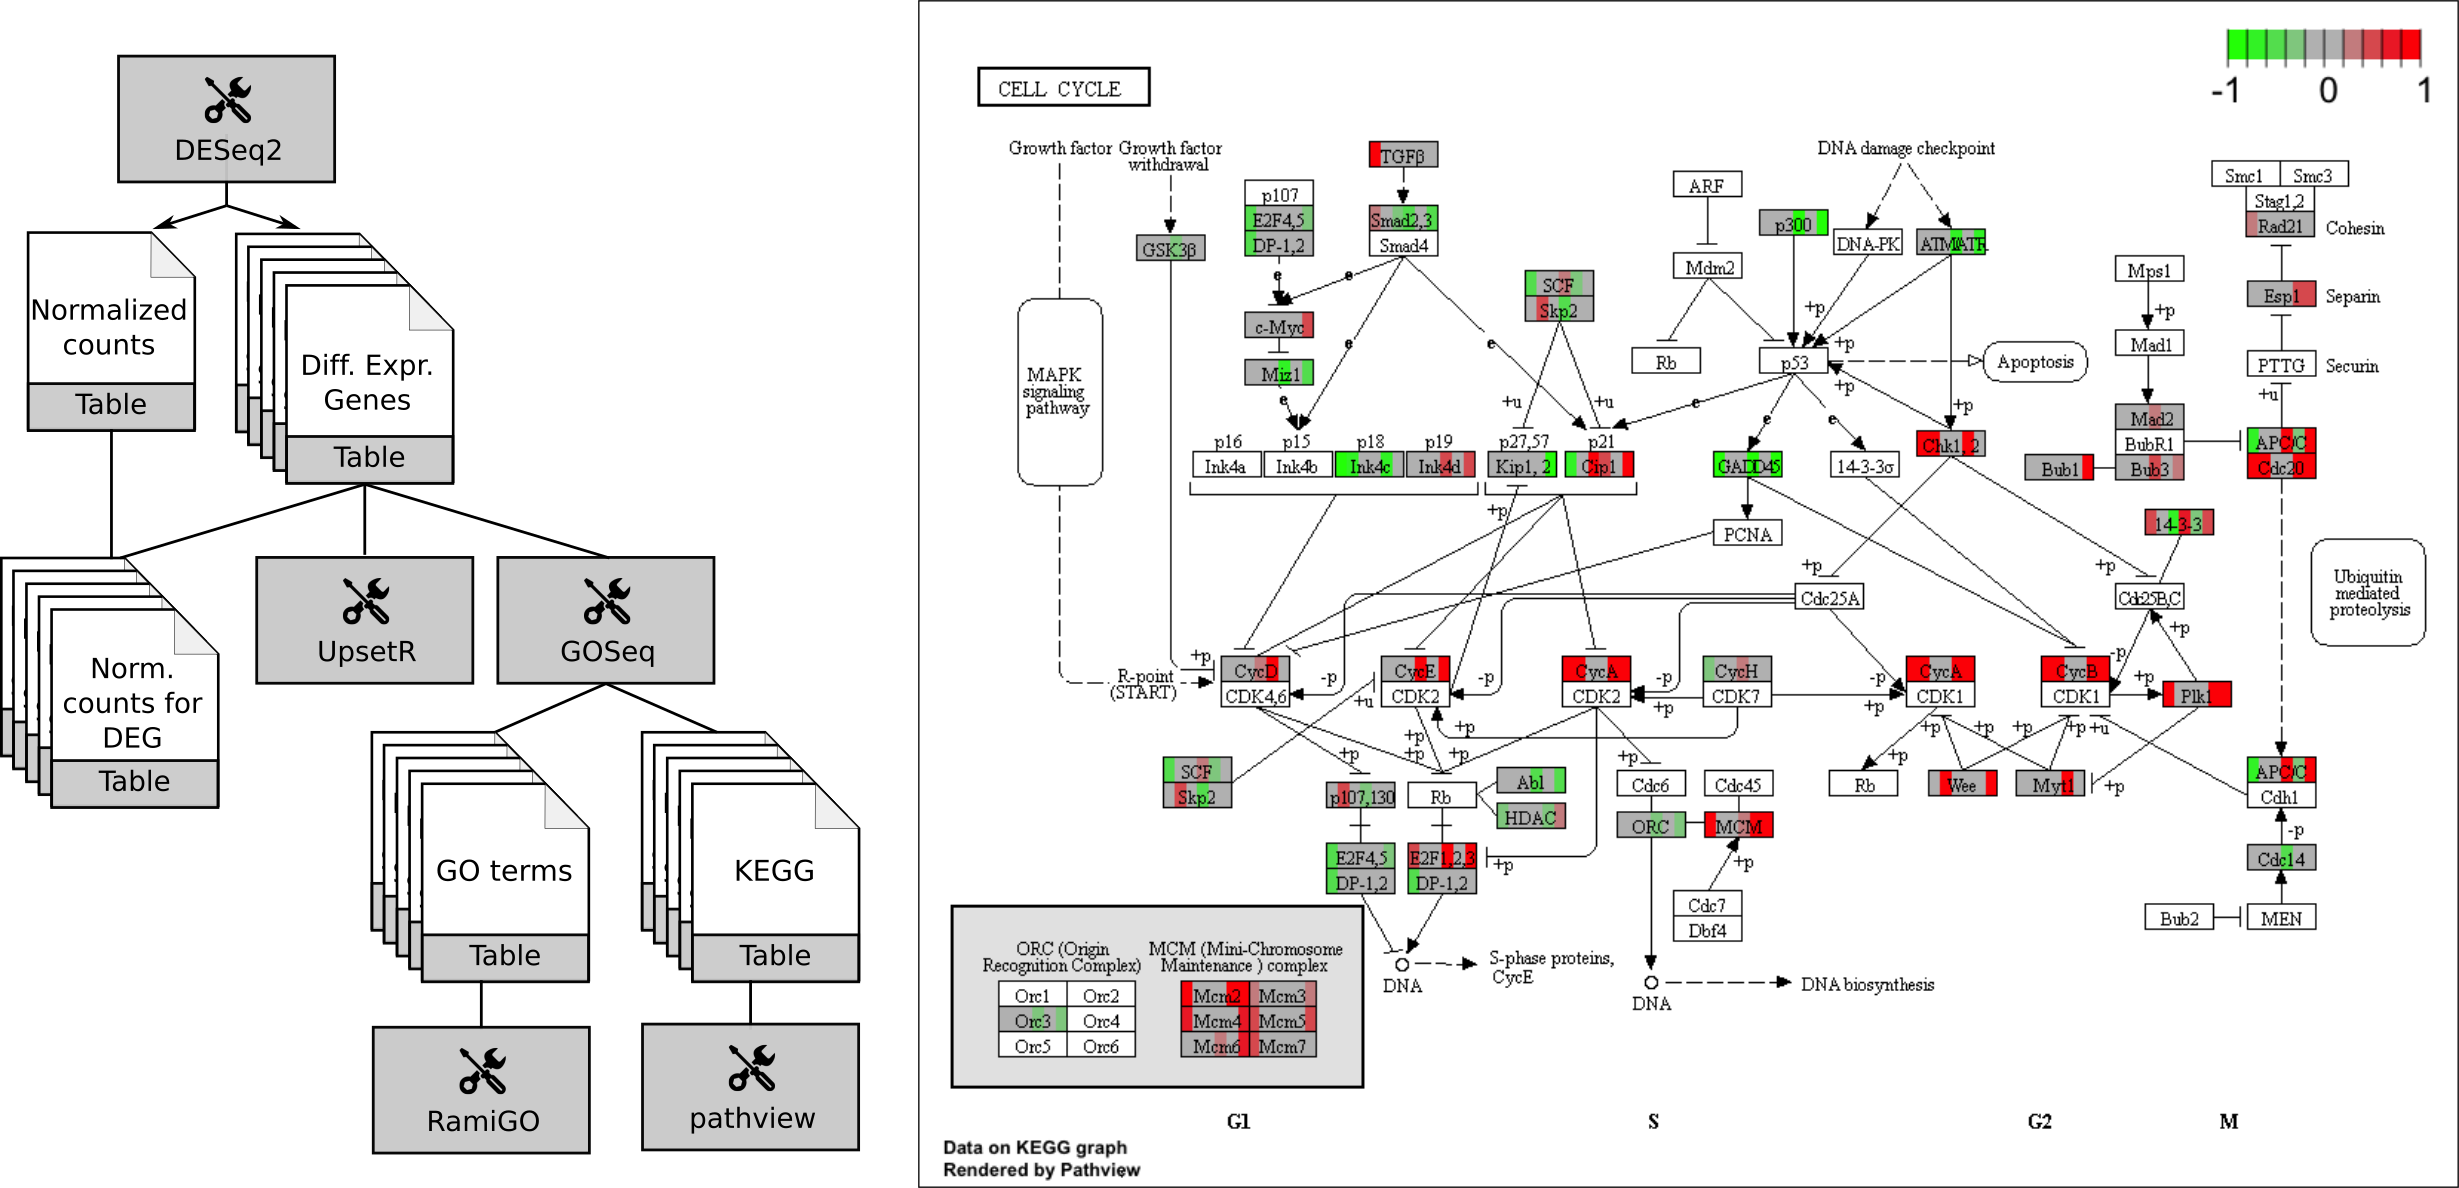 DESeq2
Normalized
counts
Table
Diff. Expr.
Genes
Table
Norm.
counts for
DEG
Table
UpsetR
GOSeq
GO terms
Table
KEGG
Table
RamiGO
pathview
CELL CYCLE
-1 0 1
Growth factor
Growth factor
withdrawal
TGFβ
DNA damage checkpoint
p107
E2F4,5
DP-1,2
GSK3β
Smad2,3
Smad4
ARF
p300
DNA-PK
ATMATR
Smc1
Smc3
Stag1,2
Rad21
Cohesin
Mdm2
Mps1
+p
Esp1
Separin
SCF
Skp2
e
e
c-Myc
Miz1
e
e
e
MAPK
signaling
pathway
Rb
p53
+p
+p
+p
Apoptosis
Mad1
PTTG
Securin
+u
+u
+u
e
e
e
+p
Mad2
BubR1
Bub3
Bub1
APC/C
Cdc20
p16
Ink4a
p15
Ink4b
p18
Ink4c
p19
Ink4d
p27,57
Kip1, 2
p21
Cip1
GADD45
14-3-3σ
Chk1, 2
+p
PCNA
14-3-3
+p
+p
Cdc25A
Cdc25B,C
+p
Ubiquitin
mediated
proteolysis
R-point
(START)
+p
CycD
CDK4,6
-p
CycE
CDK2
-p
CycA
CDK2
-p
+p
CycH
CDK7
-p
+p
CycA
CDK1
CycB
CDK1
-p
+p
Plk1
+u
+p
+p
+p
+p
+p
+p
+p
+p
+p
+p
+u
SCF
Skp2
p107,130
Rb
Abl
HDAC
Cdc6
Cdc45
ORC
MCM
Rb
Wee
Myt1
+p
APC/C
Cdh1
-p
Cdc14
E2F4,5
DP-1,2
E2F1,2,3
DP-1,2
+p
+p
Cdc7
Dbf4
Bub2
MEN
ORC (Origin
Recognition Complex)
MCM (Mini-Chromosome
Maintenance ) complex
Orc1
Orc2
Orc3
Orc4
Orc5
Orc6
Mcm2
Mcm3
Mcm4
Mcm5
Mcm6
Mcm7
DNA
S-phase proteins,
CycE
DNA
DNA biosynthesis
G1
S
G2
M
Data on KEGG graph
Rendered by Pathview